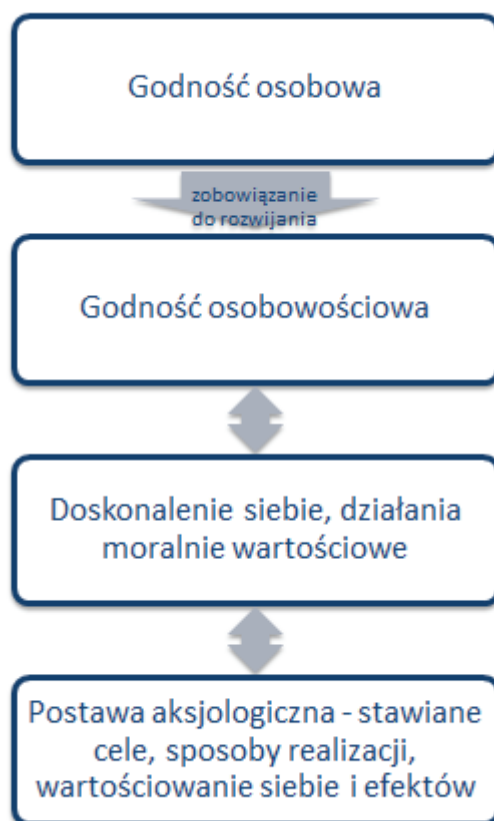 Godność osobowa
zobowiązanie
do rozwijania
Godność osobowościowa
Doskonalenie siebie, działania
moralnie wartościowe
Postawa aksjologiczna - stawiane
cele, sposoby realizacji,
wartościowanie siebie i efektów